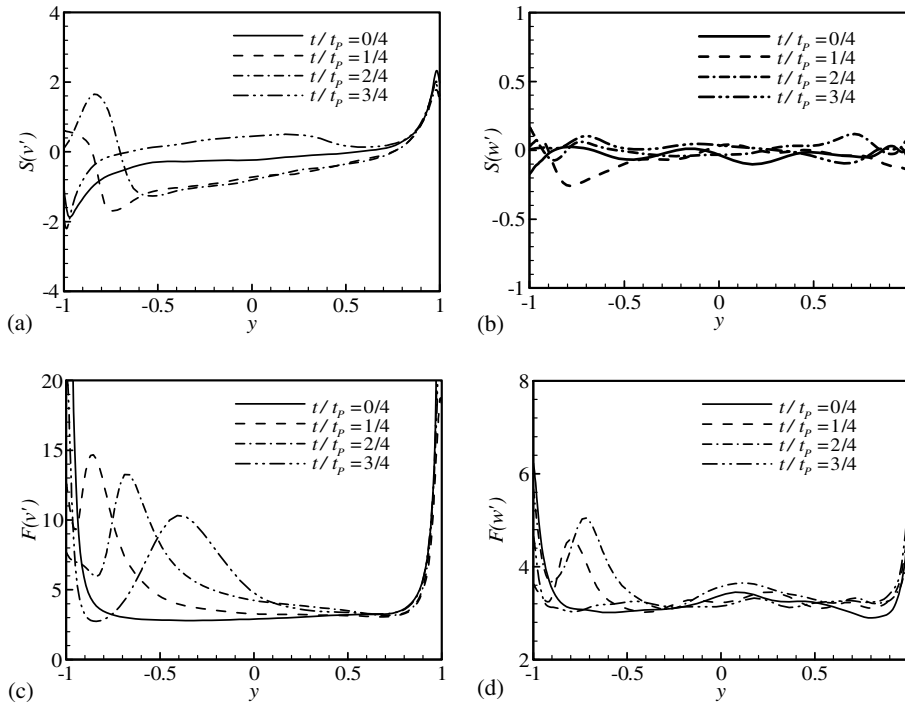 4
2
0
-2
-4
S(v')
t/t_P=0/4
t/t_P=1/4
t/t_P=2/4
t/t_P=3/4
-1 -0.5 0 0.5 1
y
(a)
1
0.5
0
-0.5
-1
S(w')
t/t_P=0/4
t/t_P=1/4
t/t_P=2/4
t/t_P=3/4
-1 -0.5 0 0.5
y
(b)
20
15
10
5
0
F(v')
t/t_P=0/4
t/t_P=1/4
t/t_P=2/4
t/t_P=3/4
-1 -0.5 0 0.5 1
y
(c)
8
6
4
2
F(w')
t/t_P=0/4
t/t_P=1/4
t/t_P=2/4
t/t_P=3/4
-1 -0.5 0 0.5
y
(d)